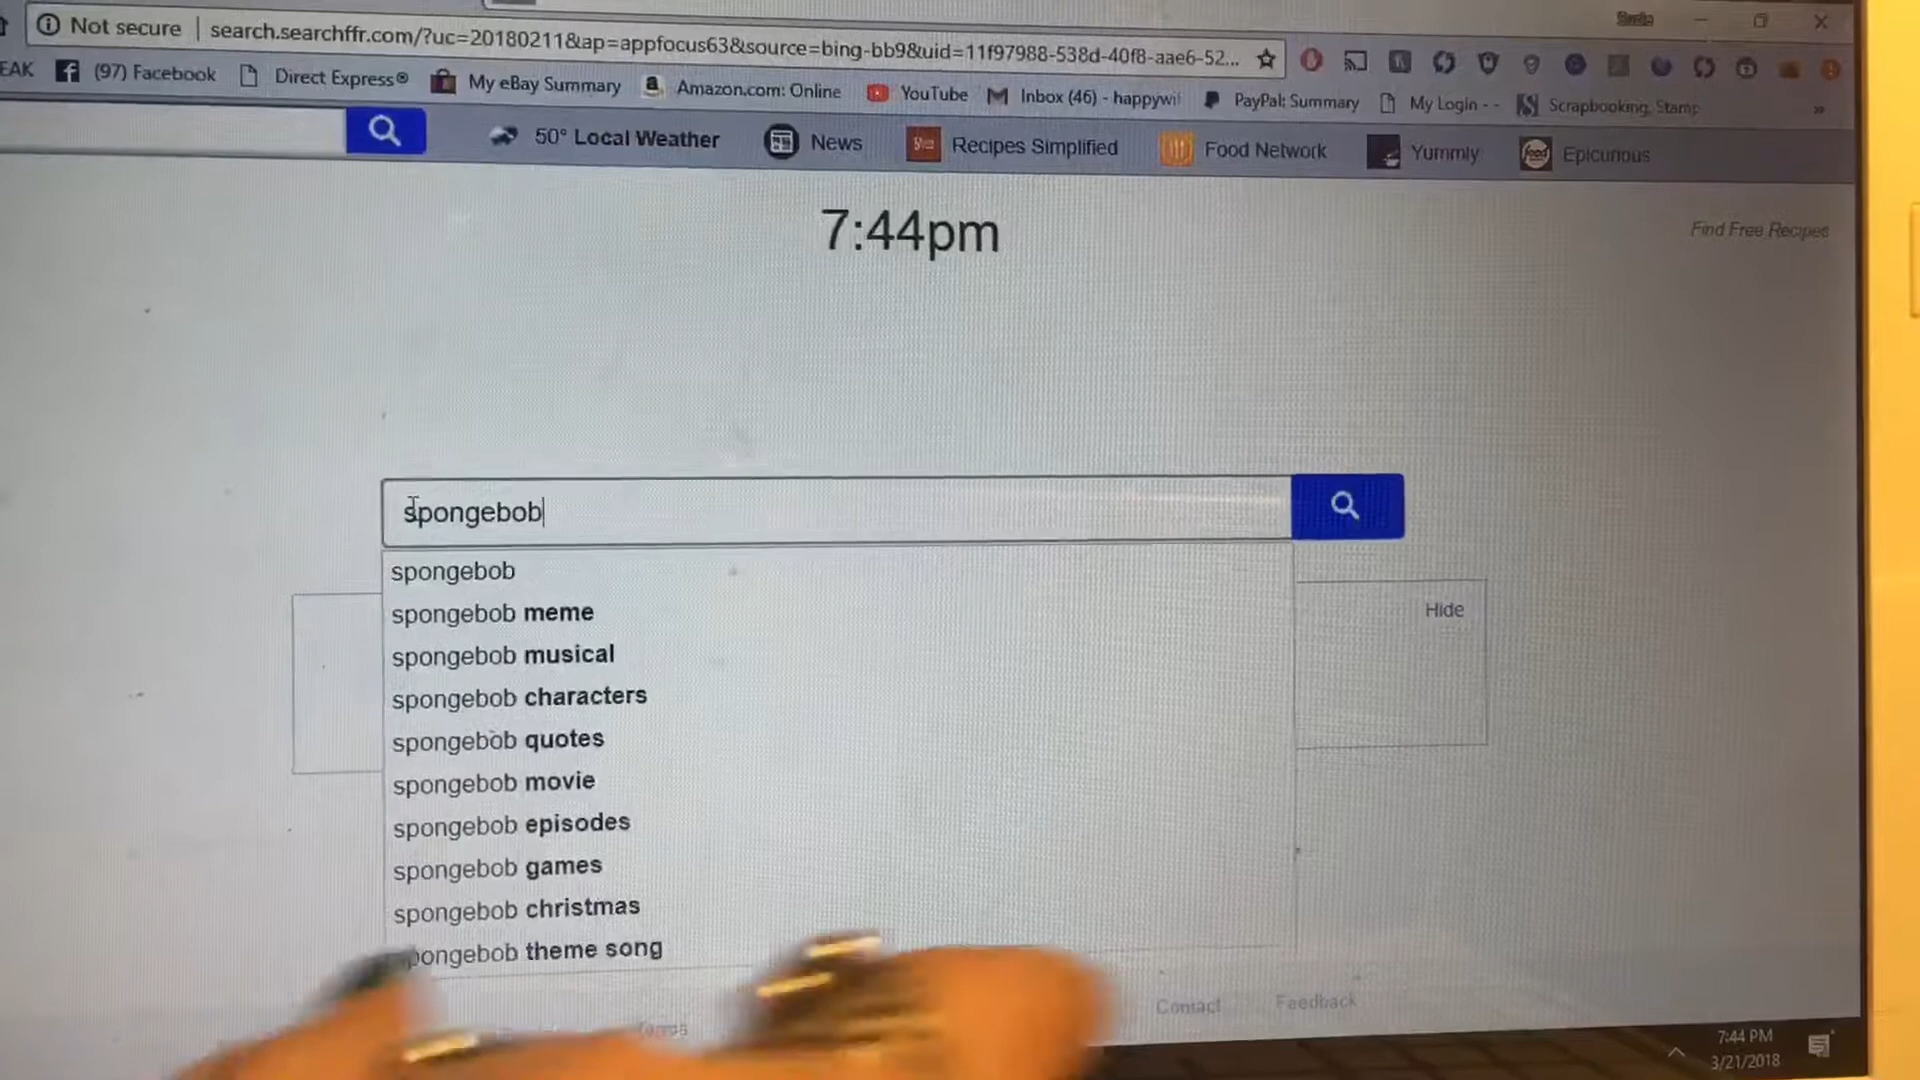 Not secure | search.searchffr.com/?uc=20180211&ap=appfocus63&source=bing-bb9&uid=11f97988-538d-40f8-aae6-52...
EAK (97) Facebook Direct Express® My eBay Summary Amazon.com: Online YouTube Inbox (46) - happywif PayPal: Summary My Login - - Scrapbooking, Stamp »
50° Local Weather News Recipes Simplified Food Network Yummly Epicurious
7:44pm
Find Free Recipes
spongebob
spongebob
Hide
spongebob meme
spongebob musical
spongebob characters
spongebob quotes
spongebob movie
spongebob episodes
spongebob games
spongebob christmas
spongebob theme song
Contact Feedback
7:44 PM
3/21/2018